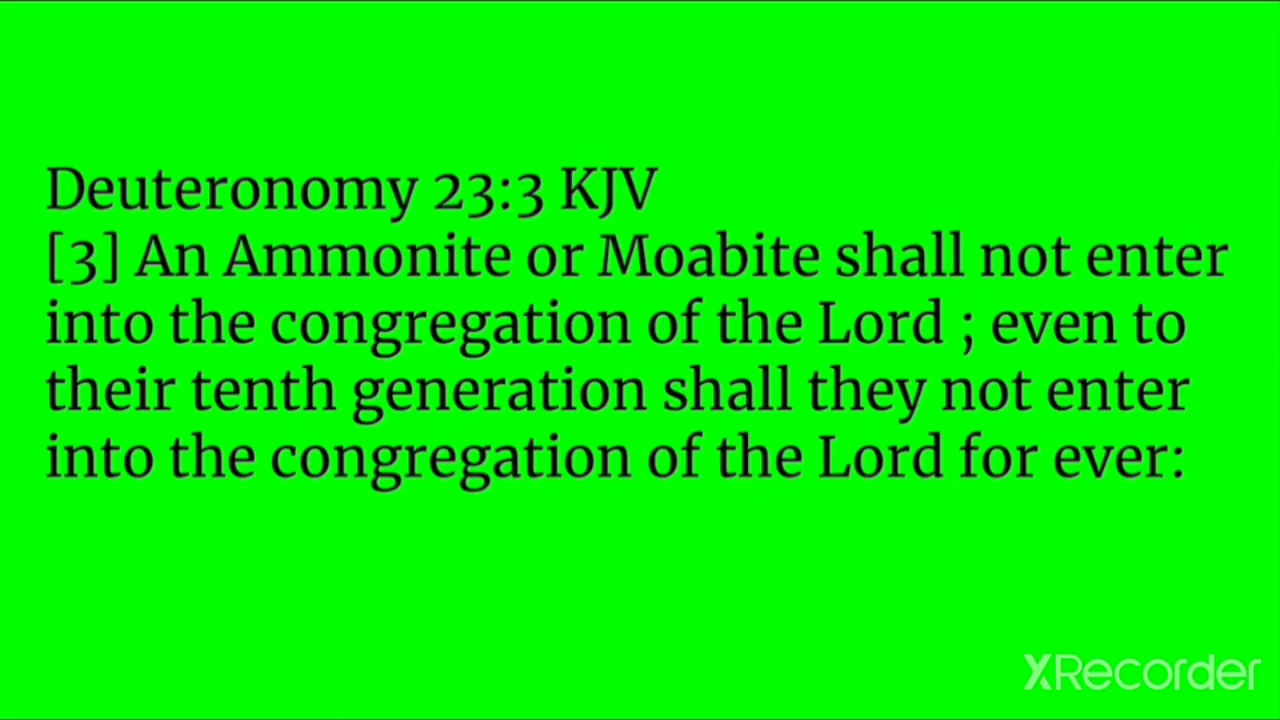 Deuteronomy 23:3 KJV
[3] An Ammonite or Moabite shall not enter
into the congregation of the Lord ; even to
their tenth generation shall they not enter
into the congregation of the Lord for ever:
XRecorder